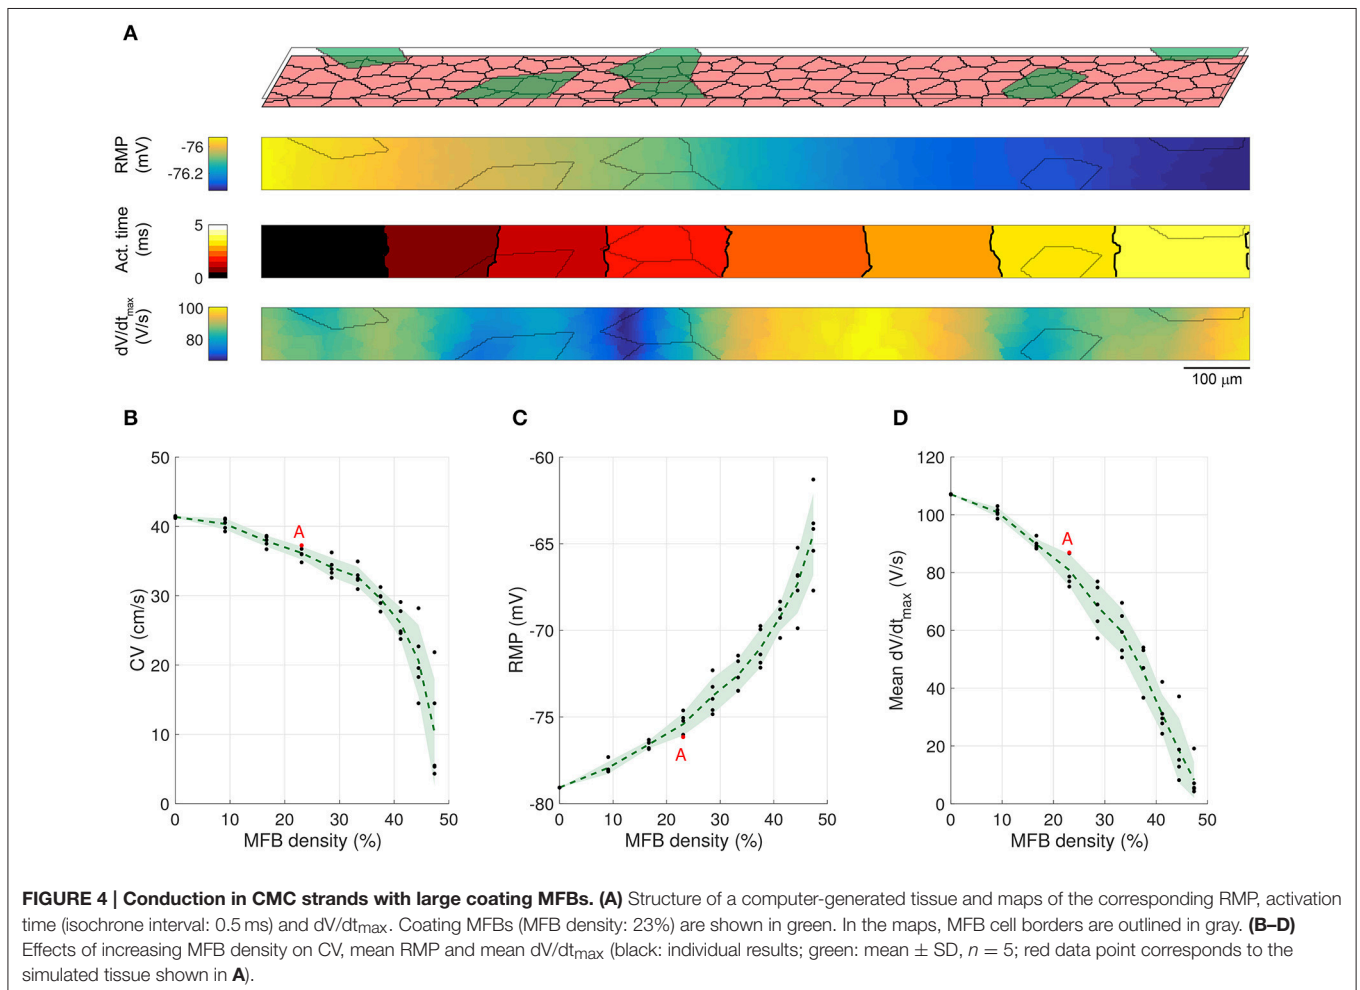 A
RMP
(mV)
-76
-76.2
Act. time
(ms)
5
0
dV/dtmax
(V/s)
100
80
100 μm
B
50
40
30
20
10
0
CV (cm/s)
A
0 10 20 30 40 50
MFB density (%)
C
-60
-65
-70
-75
-80
RMP (mV)
A
0 10 20 30 40 50
MFB density (%)
D
120
100
80
60
40
20
0
Mean dV/dtmax (V/s)
A
0 10 20 30 40 50
MFB density (%)
FIGURE 4 | Conduction in CMC strands with large coating MFBs. (A) Structure of a computer-generated tissue and maps of the corresponding RMP, activation
time (isochrone interval: 0.5 ms) and dV/dtmax. Coating MFBs (MFB density: 23%) are shown in green. In the maps, MFB cell borders are outlined in gray. (B–D)
Effects of increasing MFB density on CV, mean RMP and mean dV/dtmax (black: individual results; green: mean ± SD, n = 5; red data point corresponds to the
simulated tissue shown in A).